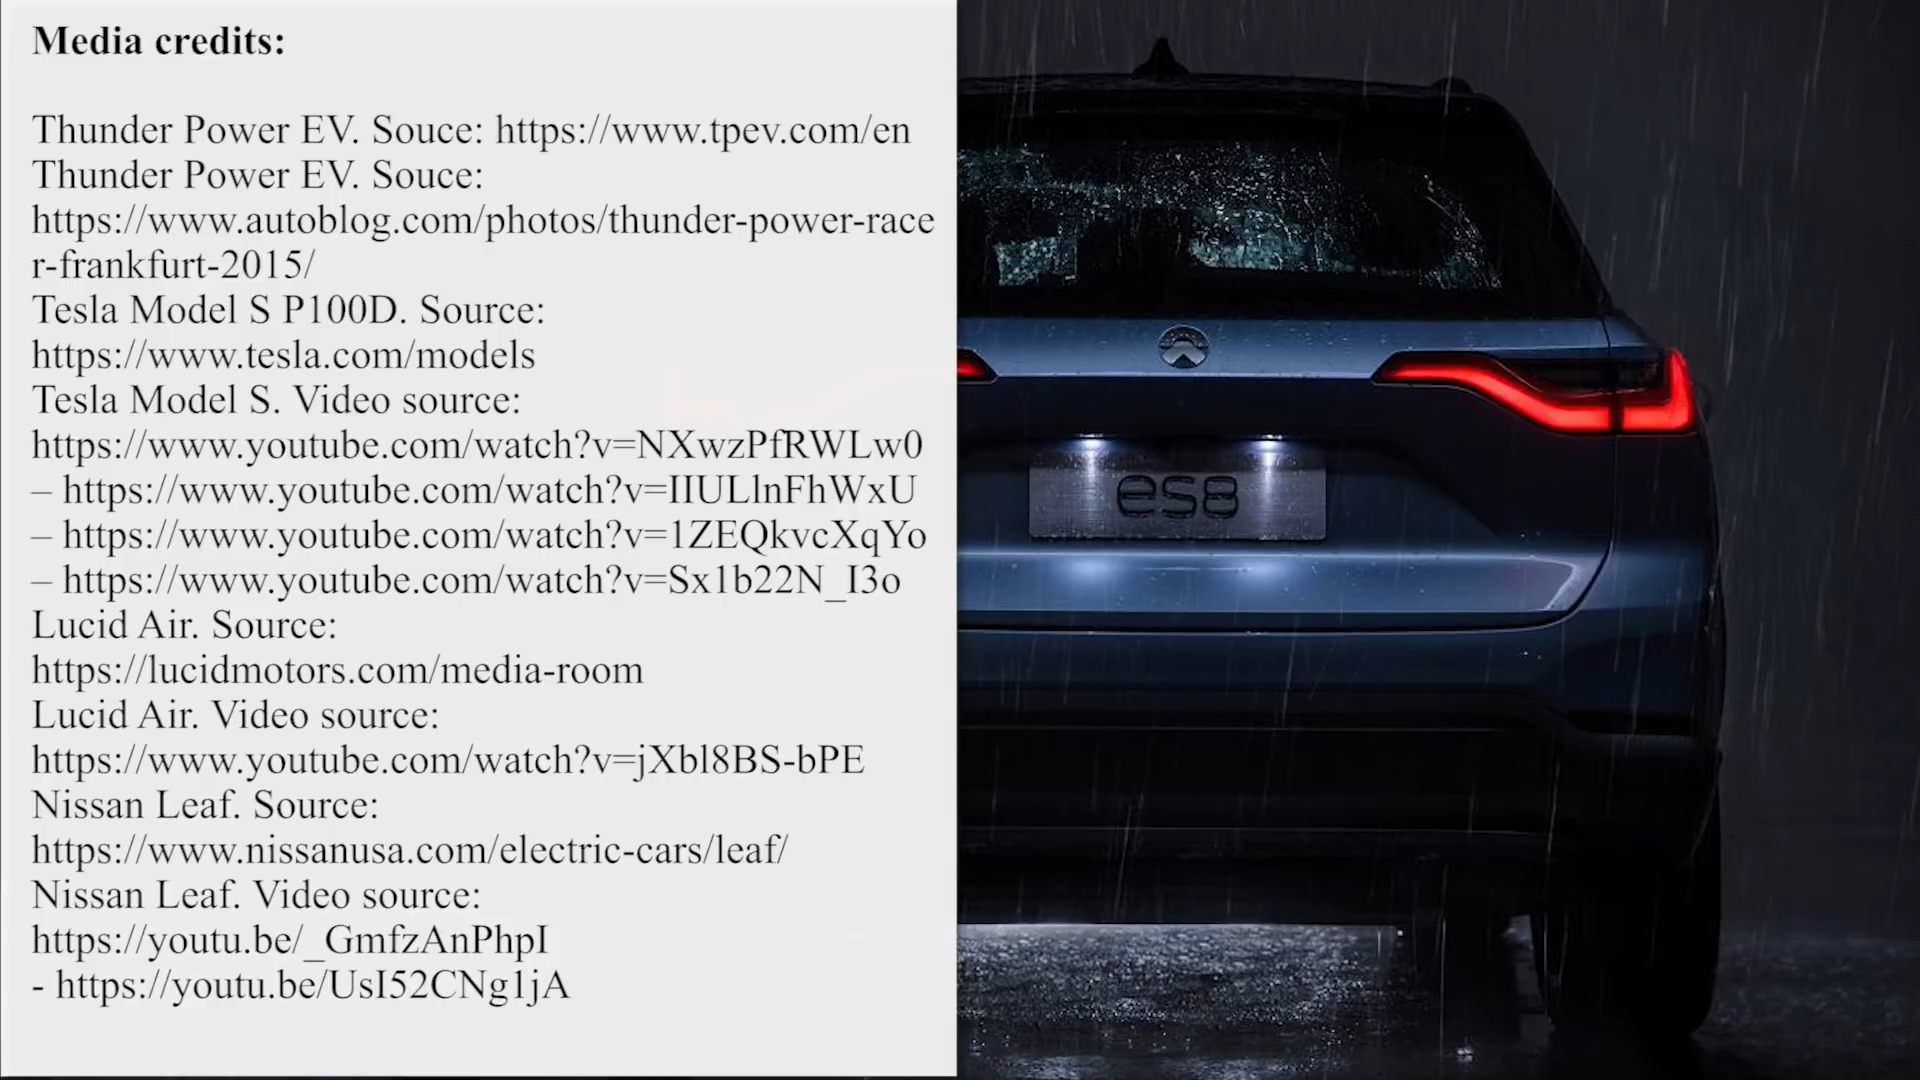 Media credits:
Thunder Power EV. Souce: https://www.tpev.com/en
Thunder Power EV. Souce:
https://www.autoblog.com/photos/thunder-power-race
r-frankfurt-2015/
Tesla Model S P100D. Source:
https://www.tesla.com/models
Tesla Model S. Video source:
https://www.youtube.com/watch?v=NXwzPfRWLw0
– https://www.youtube.com/watch?v=IIULlnFhWxU
– https://www.youtube.com/watch?v=1ZEQkvcXqYo
– https://www.youtube.com/watch?v=Sx1b22N_I3o
Lucid Air. Source:
https://lucidmotors.com/media-room
Lucid Air. Video source:
https://www.youtube.com/watch?v=jXbl8BS-bPE
Nissan Leaf. Source:
https://www.nissanusa.com/electric-cars/leaf/
Nissan Leaf. Video source:
https://youtu.be/_GmfzAnPhpI
- https://youtu.be/UsI52CNg1jA
es8